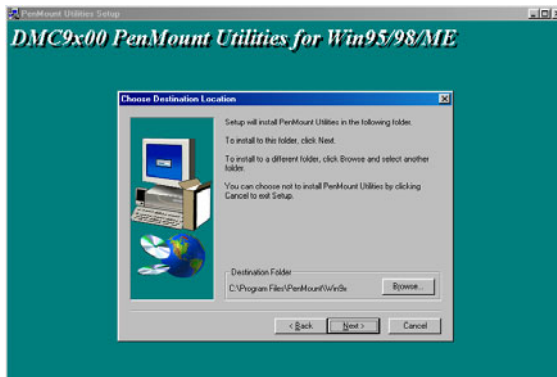 PenMount Utilities Setup
DMC9x00 PenMount Utilities for Win95/98/ME
Choose Destination Location
Setup will install PenMount Utilities in the following folder.
To install to this folder, click Next.
To install to a different folder, click Browse and select another
folder.
You can choose not to install PenMount Utilities by clicking
Cancel to exit Setup.
Destination Folder
C:\Program Files\PenMount\Win9x
Browse...
< Back
Next >
Cancel